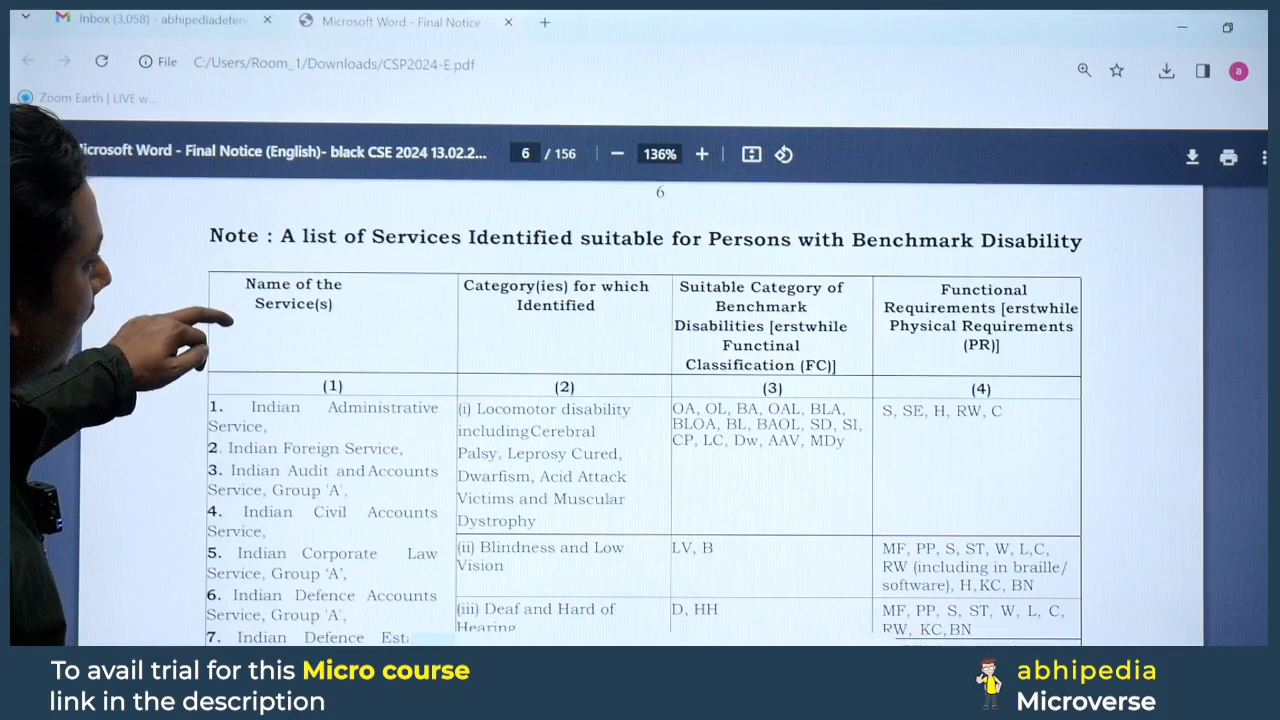 Inbox (3,058) - abhipediadefen
Microsoft Word - Final Notice
File C:/Users/Room_1/Downloads/CSP2024-E.pdf
a
Zoom Earth | LIVE w...
icrosoft Word - Final Notice (English)- black CSE 2024 13.02.2... 6 / 156 136%
6
Note : A list of Services Identified suitable for Persons with Benchmark Disability
Name of the
Service(s)
Category(ies) for which
Identified
Suitable Category of
Benchmark
Disabilities [erstwhile
Functinal
Classification (FC)]
Functional
Requirements [erstwhile
Physical Requirements
(PR)]
(1) (2) (3) (4)
1. Indian Administrative
Service,
2. Indian Foreign Service,
3. Indian Audit and Accounts
Service, Group 'A',
4. Indian Civil Accounts
Service,
5. Indian Corporate Law
Service, Group 'A',
6. Indian Defence Accounts
Service, Group 'A',
7. Indian Defence
(i) Locomotor disability
including Cerebral
Palsy, Leprosy Cured,
Dwarfism, Acid Attack
Victims and Muscular
Dystrophy
OA, OL, BA, OAL, BLA,
BLOA, BL, BAOL, SD, SI,
CP, LC, Dw, AAV, MDy
S, SE, H, RW, C
(ii) Blindness and Low
Vision
LV, B
MF, PP, S, ST, W, L,C,
RW (including in braille/
software), H, KC, BN
(iii) Deaf and Hard of
Hearing
D, HH
MF, PP, S, ST, W, L, C,
RW, KC, BN
To avail trial for this Micro course
link in the description
abhipedia
Microverse